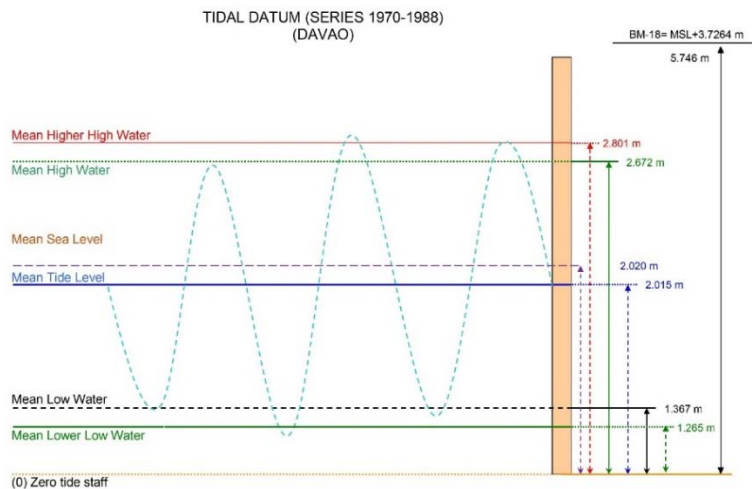 TIDAL DATUM (SERIES 1970-1988)
(DAVAO)
BM-18= MSL+3.7264 m
5.746 m
Mean Higher High Water
2.801 m
Mean High Water
2.672 m
Mean Sea Level
2.020 m
Mean Tide Level
2.015 m
Mean Low Water
1.367 m
Mean Lower Low Water
1.265 m
(0) Zero tide staff